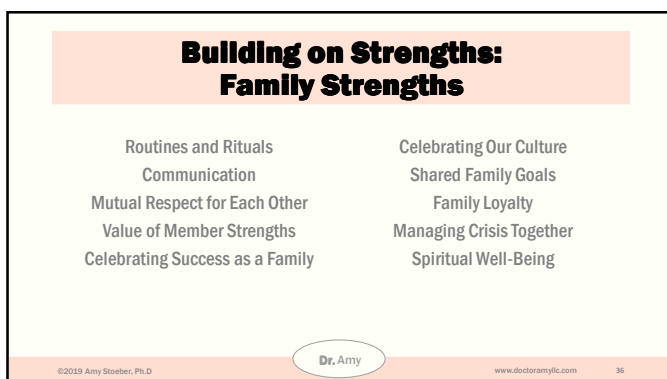 Building on Strengths:
Family Strengths
Routines and Rituals
Communication
Mutual Respect for Each Other
Value of Member Strengths
Celebrating Success as a Family
Celebrating Our Culture
Shared Family Goals
Family Loyalty
Managing Crisis Together
Spiritual Well-Being
©2019 Amy Stoeber, Ph.D
Dr. Amy
www.doctoramyllc.com
36